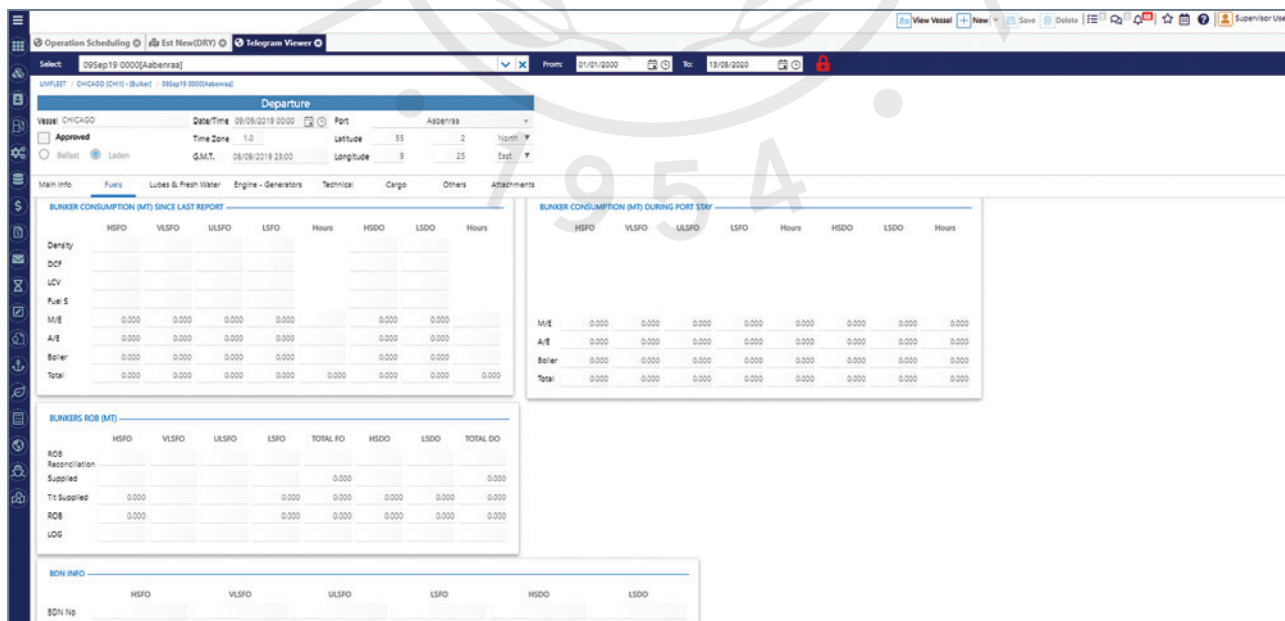 View Vessel New Save Delete Supervisor Use
Operation Scheduling Est New(DRY) Telegram Viewer
Select: 09Sep19 0000[Aabenraa] From: 01/01/2000 To: 13/05/2020
UMFLEET / CHICAGO [CHI1] - (Bulker) / 09Sep19 0000[Aabenraa]
Departure
Vessel CHICAGO Date/Time 09/09/2019 00:00 Port Aabenraa
Approved Time Zone 1.0 Latitude 55 2 North
Ballast Laden G.M.T. 08/09/2019 23:00 Longitude 9 25 East
Main Info Fuels Lubes & Fresh Water Engine - Generators Technical Cargo Others Attachments
1954
BUNKER CONSUMPTION (MT) SINCE LAST REPORT
HSFO VLSFO ULSFO LSFO Hours HSDO LSDO Hours
Density
DCF
LCV
Fuel S
M/E 0.000 0.000 0.000 0.000 0.000 0.000
A/E 0.000 0.000 0.000 0.000 0.000 0.000
Boiler 0.000 0.000 0.000 0.000 0.000 0.000
Total 0.000 0.000 0.000 0.000 0.000 0.000 0.000 0.000
BUNKER CONSUMPTION (MT) DURING PORT STAY
HSFO VLSFO ULSFO LSFO Hours HSDO LSDO Hours
M/E 0.000 0.000 0.000 0.000 0.000 0.000 0.000 0.000
A/E 0.000 0.000 0.000 0.000 0.000 0.000 0.000 0.000
Boiler 0.000 0.000 0.000 0.000 0.000 0.000 0.000 0.000
Total 0.000 0.000 0.000 0.000 0.000 0.000 0.000 0.000
BUNKERS ROB (MT)
HSFO VLSFO ULSFO LSFO TOTAL FO HSDO LSDO TOTAL DO
ROB
Reconciliation
Supplied 0.000 0.000
Tlt Supplied 0.000 0.000 0.000 0.000 0.000 0.000
ROB 0.000 0.000 0.000 0.000 0.000 0.000
LOG
BDN INFO
HSFO VLSFO ULSFO LSFO HSDO LSDO
BDN No